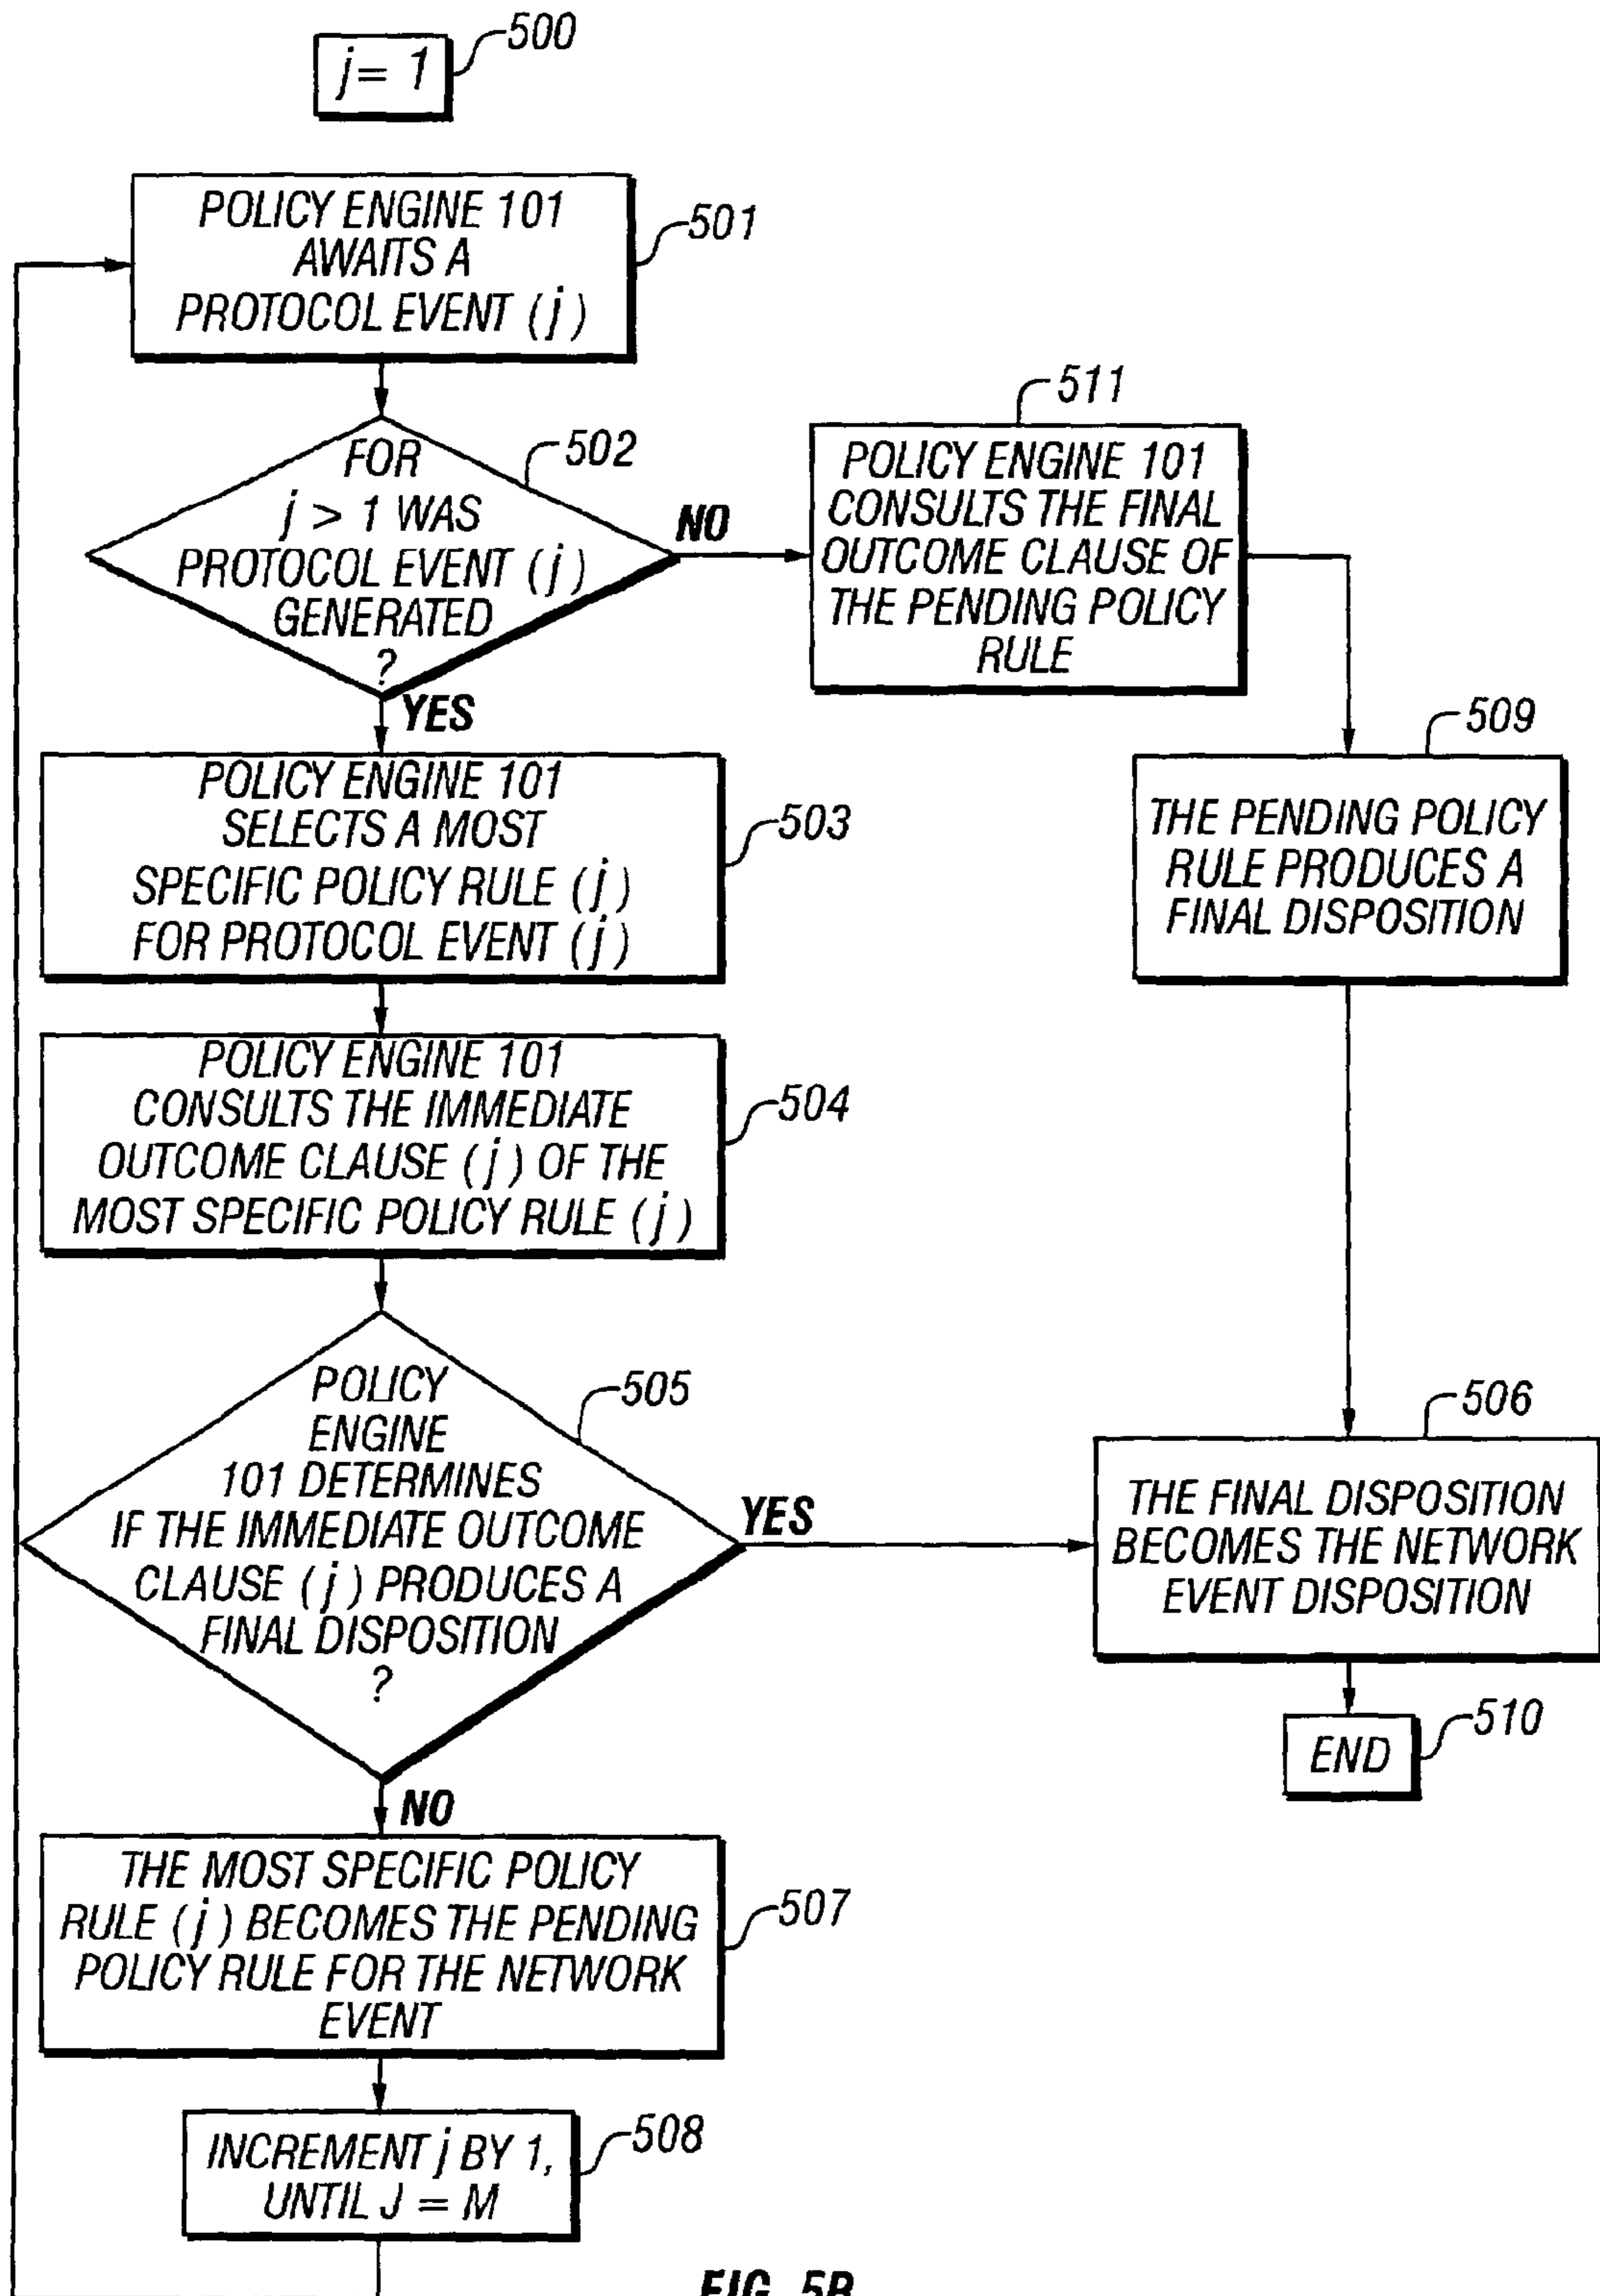 j = 1
500
POLICY ENGINE 101
AWAITS A
PROTOCOL EVENT (j)
501
FOR
j > 1 WAS
PROTOCOL EVENT (j)
GENERATED
?
502
NO
YES
511
POLICY ENGINE 101
CONSULTS THE FINAL
OUTCOME CLAUSE OF
THE PENDING POLICY
RULE
509
THE PENDING POLICY
RULE PRODUCES A
FINAL DISPOSITION
POLICY ENGINE 101
SELECTS A MOST
SPECIFIC POLICY RULE (j)
FOR PROTOCOL EVENT (j)
503
POLICY ENGINE 101
CONSULTS THE IMMEDIATE
OUTCOME CLAUSE (j) OF THE
MOST SPECIFIC POLICY RULE (j)
504
POLICY
ENGINE
101 DETERMINES
IF THE IMMEDIATE OUTCOME
CLAUSE (j) PRODUCES A
FINAL DISPOSITION
?
505
YES
NO
506
THE FINAL DISPOSITION
BECOMES THE NETWORK
EVENT DISPOSITION
END
510
THE MOST SPECIFIC POLICY
RULE (j) BECOMES THE PENDING
POLICY RULE FOR THE NETWORK
EVENT
507
INCREMENT j BY 1,
UNTIL J = M
508
FIG. 5B